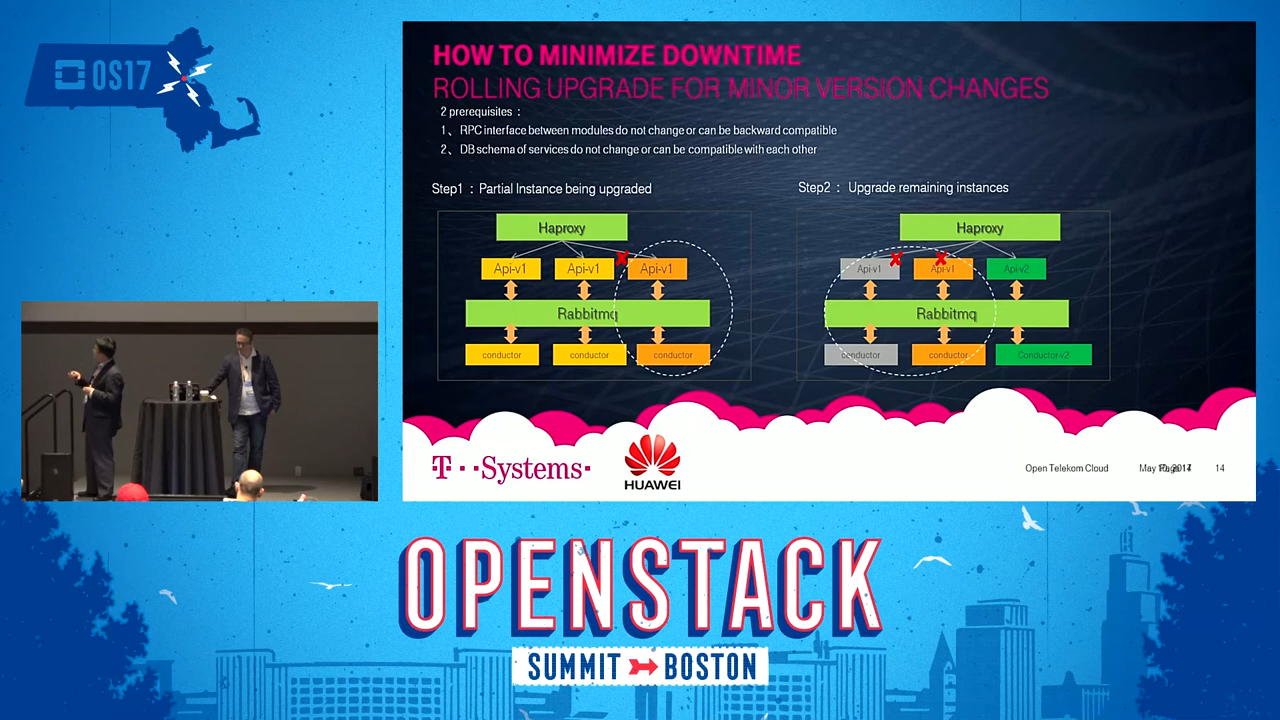 OS17
HOW TO MINIMIZE DOWNTIME
ROLLING UPGRADE FOR MINOR VERSION CHANGES
2 prerequisites：
1、 RPC interface between modules do not change or can be backward compatible
2、 DB schema of services do not change or can be compatible with each other
Step1 ：Partial Instance being upgraded
Haproxy
Api-v1 Api-v1 Api-v1
Rabbitmq
conductor conductor conductor
Step2 ： Upgrade remaining instances
Haproxy
Api-v1 Api-v1 Api-v2
Rabbitmq
conductor conductor Conductor-v2
T · · Systems ·
HUAWEI
Open Telekom Cloud
May
14
OPENSTACK
SUMMIT BOSTON